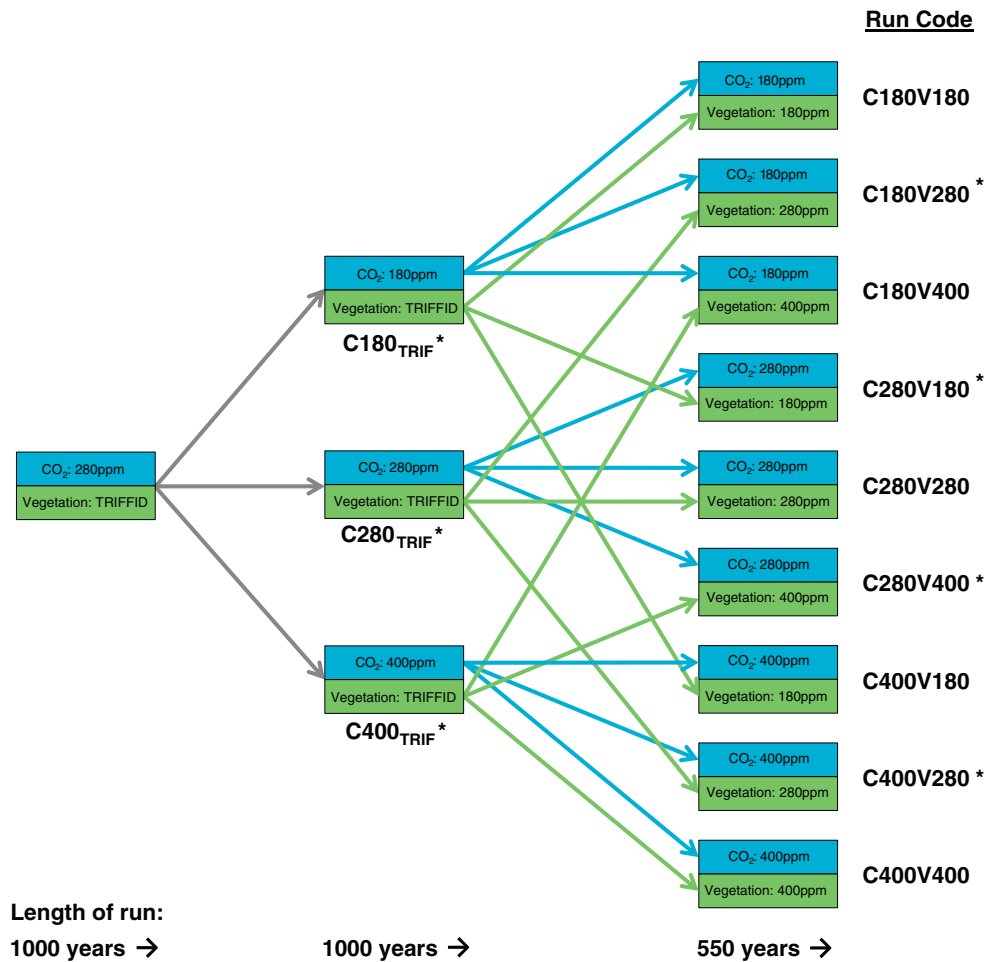 Run Code
CO₂: 180ppm
Vegetation: 180ppm
C180V180
CO₂: 180ppm
Vegetation: 280ppm
C180V280 *
CO₂: 180ppm
Vegetation: 400ppm
C180V400
CO₂: 280ppm
Vegetation: 180ppm
C280V180 *
CO₂: 280ppm
Vegetation: 280ppm
C280V280
CO₂: 280ppm
Vegetation: 400ppm
C280V400 *
CO₂: 400ppm
Vegetation: 180ppm
C400V180
CO₂: 400ppm
Vegetation: 280ppm
C400V280 *
CO₂: 400ppm
Vegetation: 400ppm
C400V400
CO₂: 180ppm
Vegetation: TRIFFID
C180TRIF *
CO₂: 280ppm
Vegetation: TRIFFID
C280TRIF *
CO₂: 400ppm
Vegetation: TRIFFID
C400TRIF *
CO₂: 280ppm
Vegetation: TRIFFID
Length of run:
1000 years →
1000 years →
550 years →